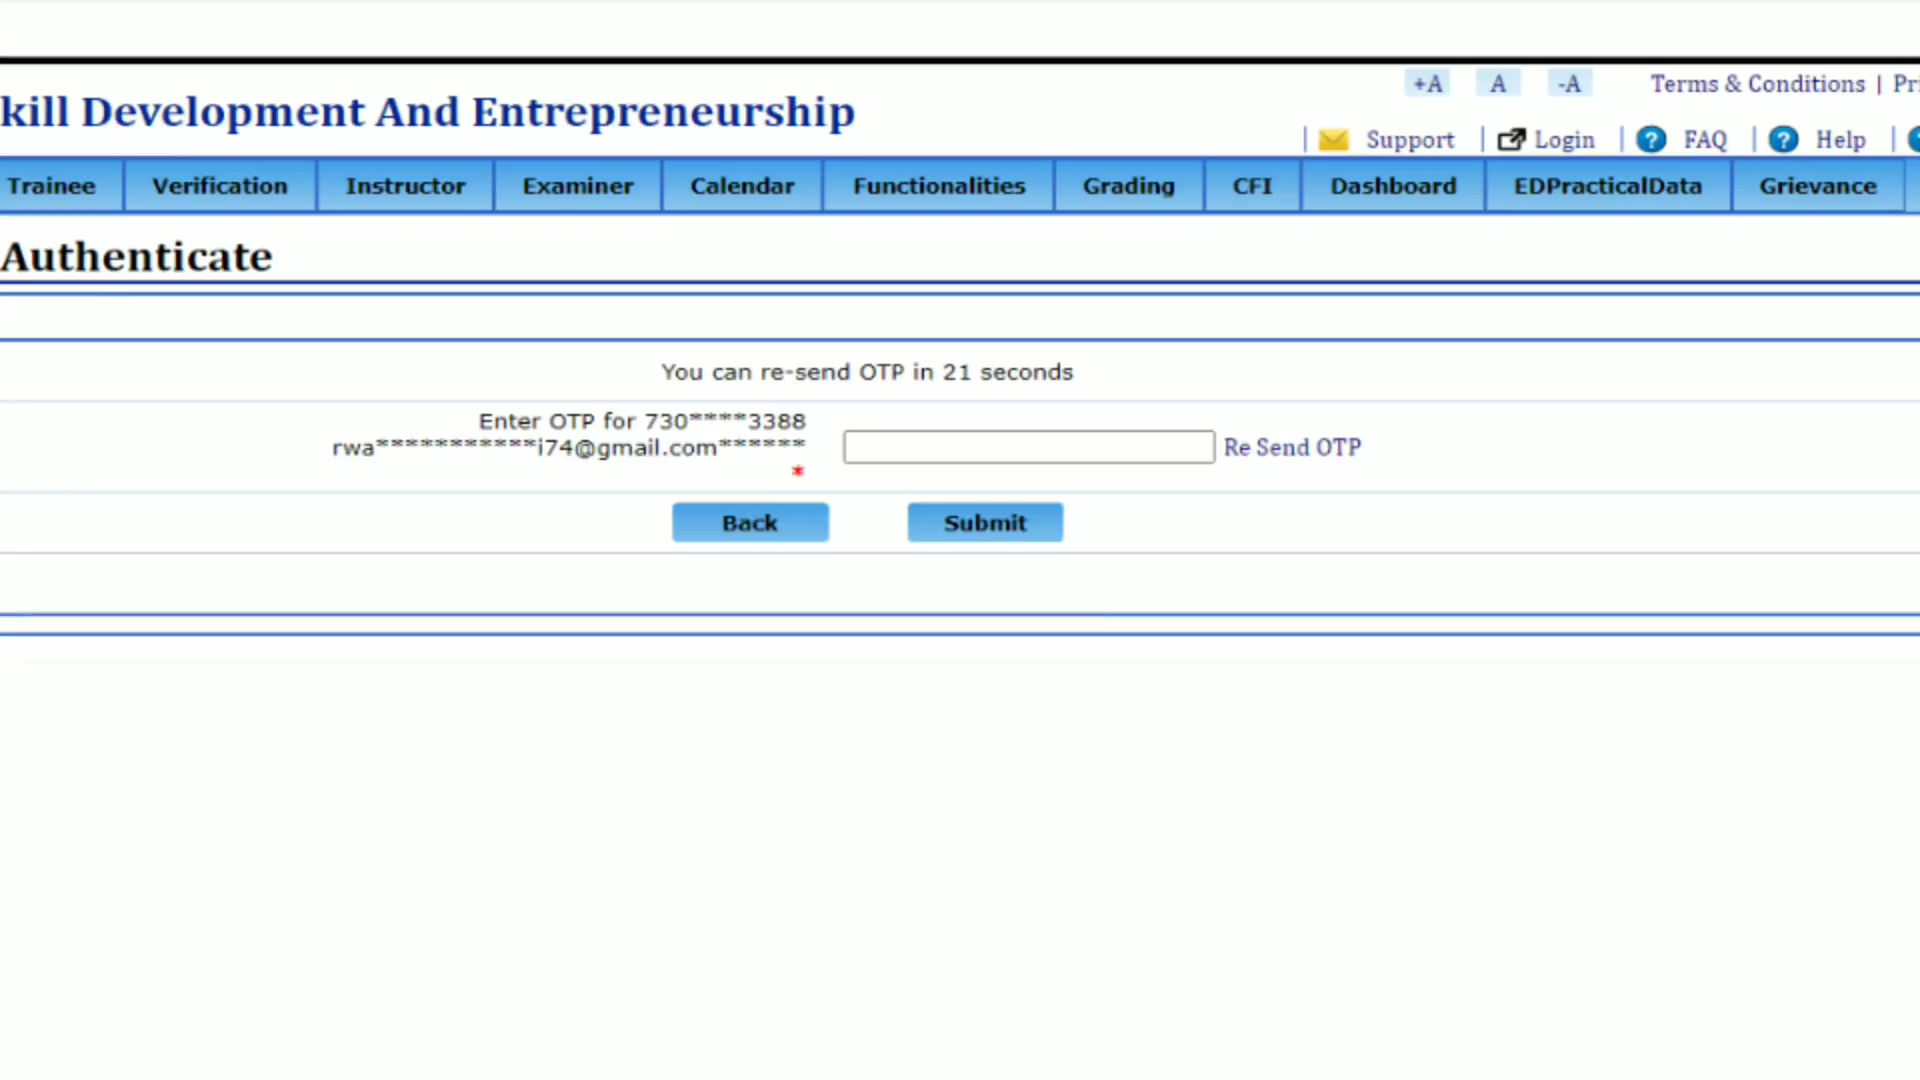 +A A -A Terms & Conditions | Pri
kill Development And Entrepreneurship
| Support | Login | ? FAQ | ? Help |
Trainee Verification Instructor Examiner Calendar Functionalities Grading CFI Dashboard EDPracticalData Grievance
Authenticate
You can re-send OTP in 21 seconds
Enter OTP for 730****3388
rwa***********i74@gmail.com****** Re Send OTP
*
Back Submit